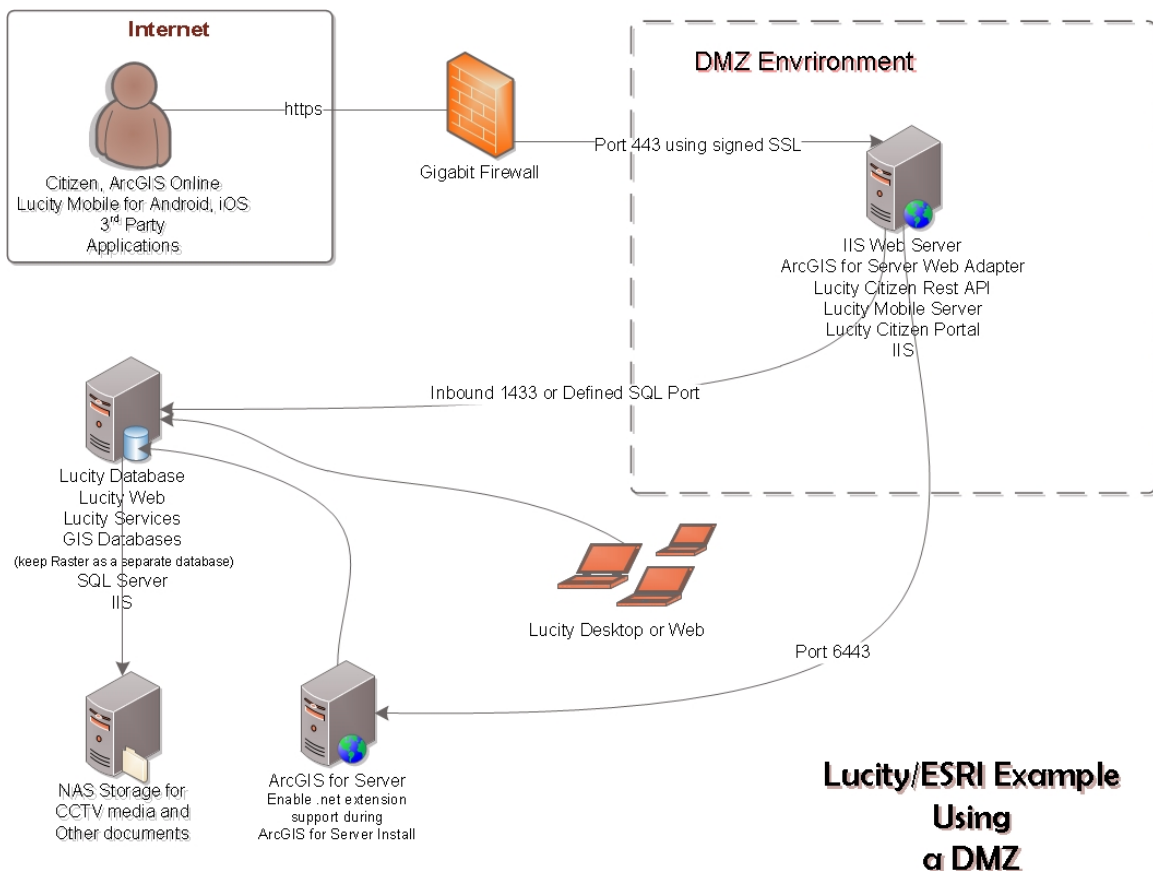 Internet
Citizen, ArcGIS Online
Lucity Mobile for Android, iOS
3rd Party
Applications
https
Gigabit Firewall
DMZ Envrironment
Port 443 using signed SSL
IIS Web Server
ArcGIS for Server Web Adapter
Lucity Citizen Rest API
Lucity Mobile Server
Lucity Citizen Portal
IIS
Inbound 1433 or Defined SQL Port
Lucity Database
Lucity Web
Lucity Services
GIS Databases
(keep Raster as a separate database)
SQL Server
IIS
Lucity Desktop or Web
Port 6443
NAS Storage for
CCTV media and
Other documents
ArcGIS for Server
Enable .net extension
support during
ArcGIS for Server Install
Lucity/ESRI Example
Using
a DMZ